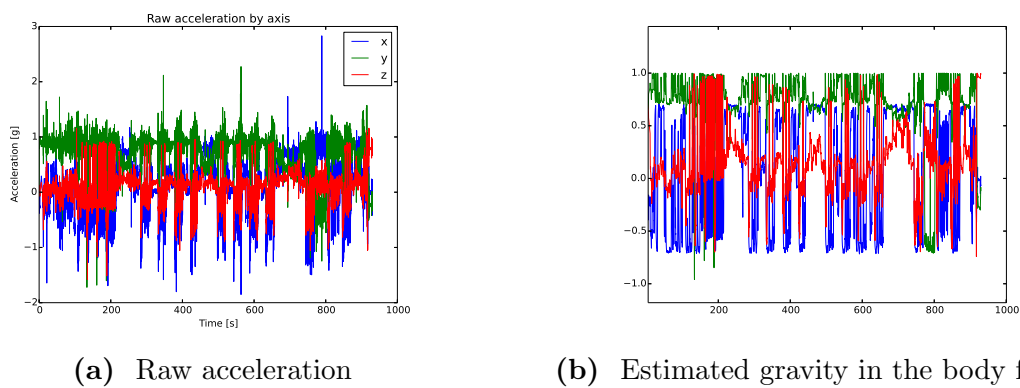 Raw acceleration by axis
3
2
1
0
−1
−2
Acceleration [g]
x
y
z
0 200 400 600 800 1000
Time [s]
1.0
0.5
0.0
−0.5
−1.0
200 400 600 800 1000
(a) Raw acceleration
(b) Estimated gravity in the body f